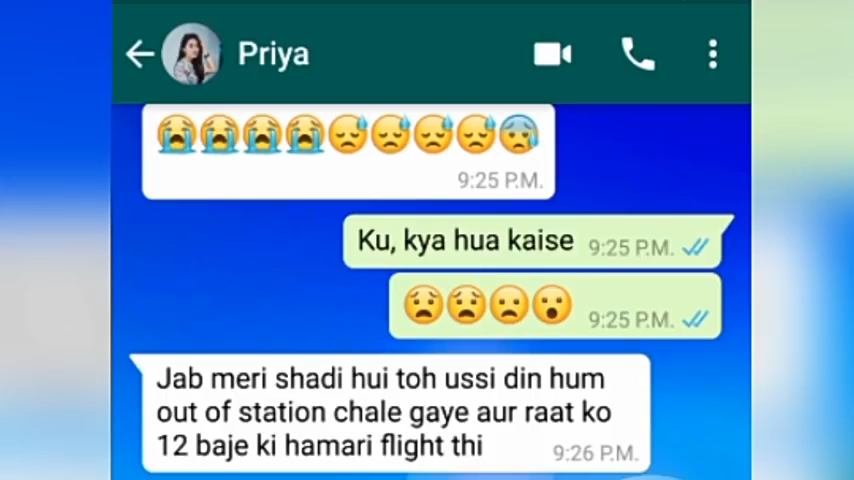 Priya
😭😭😭😭😓😓😓😓😰
9:25 P.M.
Ku, kya hua kaise 9:25 P.M.
😟😟🙁😮 9:25 P.M.
Jab meri shadi hui toh ussi din hum
out of station chale gaye aur raat ko
12 baje ki hamari flight thi 9:26 P.M.